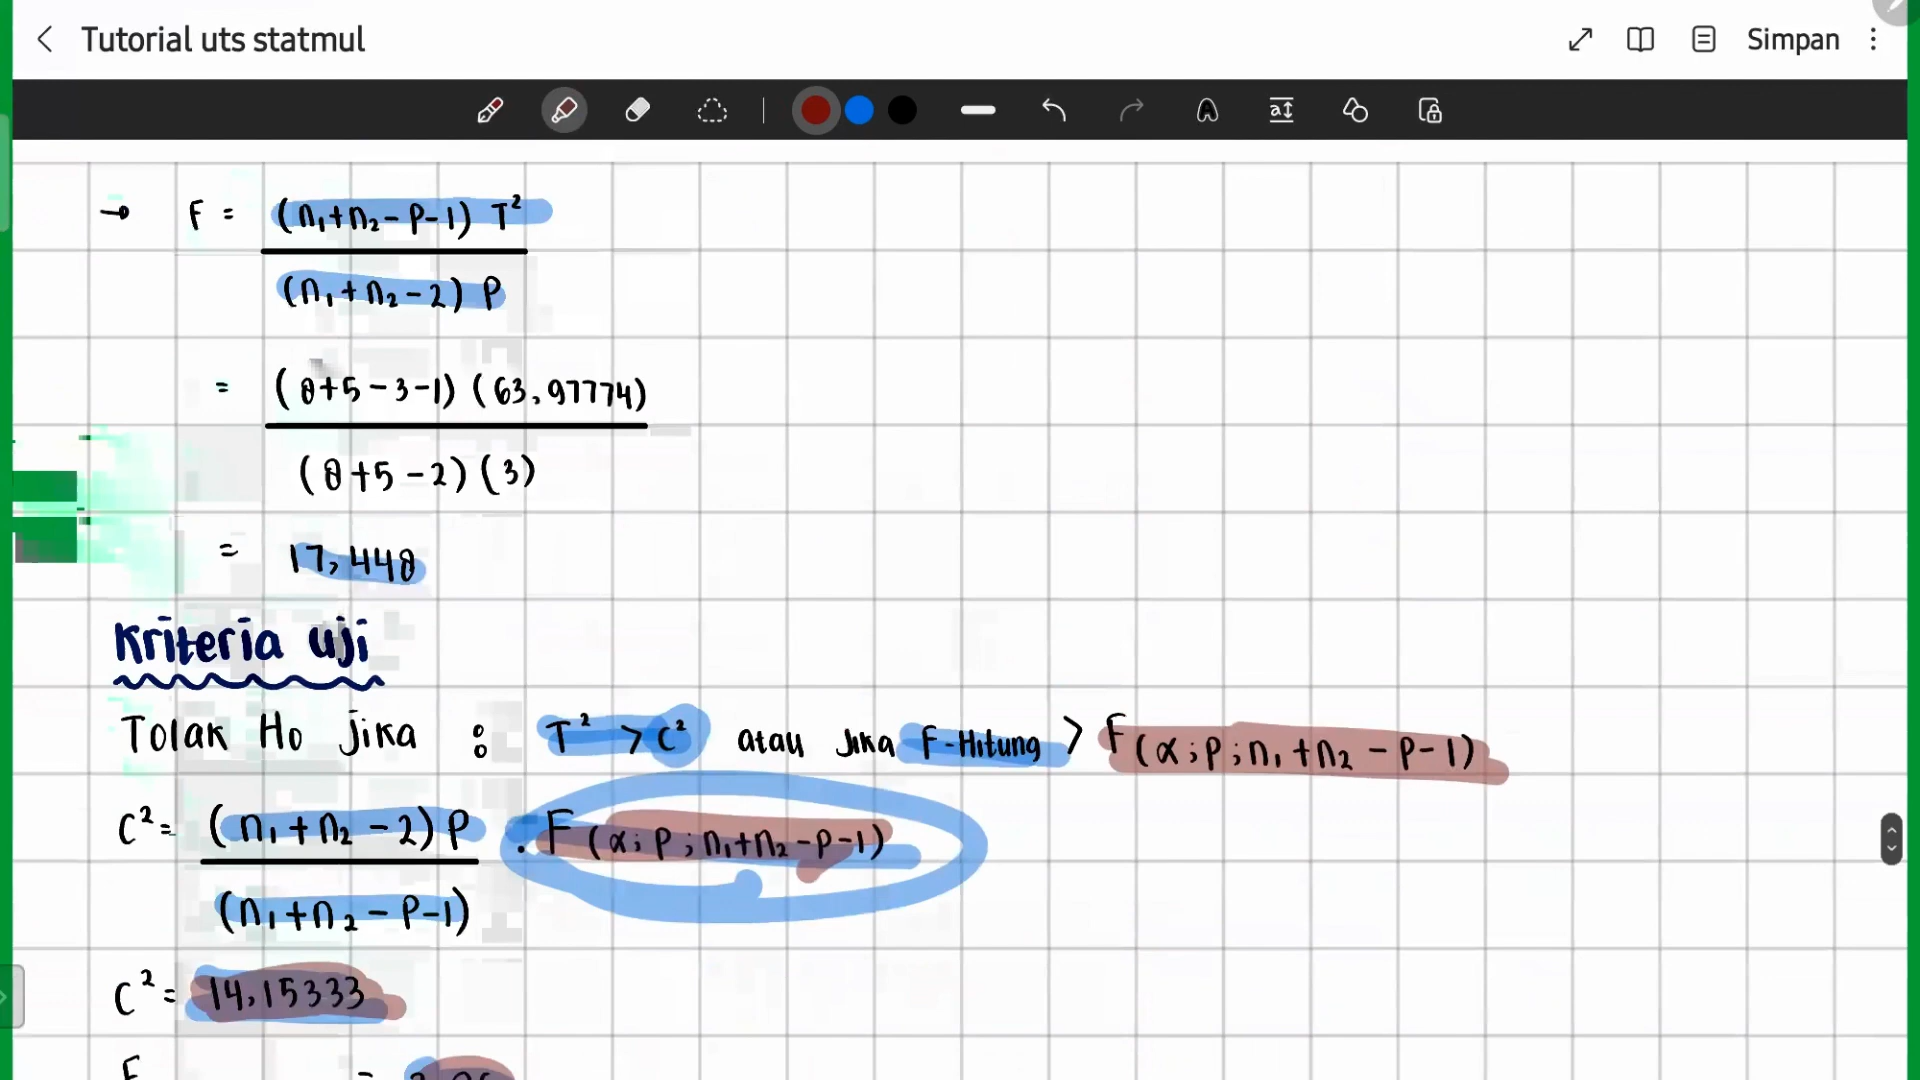 Tutorial uts statmul
Simpan
→ F = (n₁+n₂-p-1) T²
(n₁+n₂-2) p
= (8+5-3-1) (63,97774)
(8+5-2) (3)
= 17,448
Kriteria uji
Tolak Ho jika : T² > C² atau Jika F-Hitung > F(α;p;n₁+n₂-p-1)
C² = (n₁+n₂-2) p . F(α;p;n₁+n₂-p-1)
(n₁+n₂-p-1)
C² = 14,15333
F =